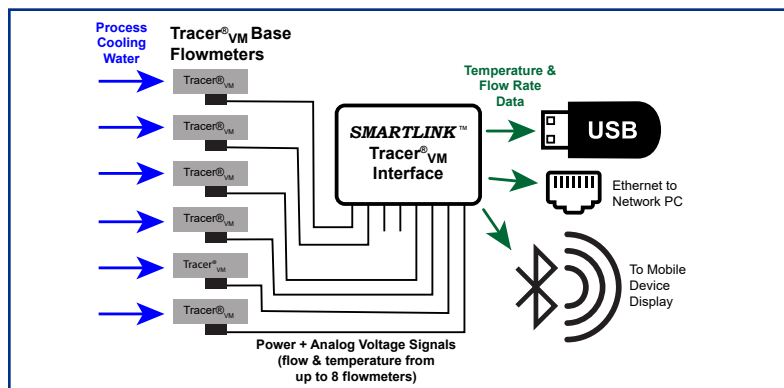 Process
Cooling
Water
Tracer®VM Base
Flowmeters
Tracer®VM
Tracer®VM
Tracer®VM
Tracer®VM
Tracer®VM
Tracer®VM
SMARTLINK™
Tracer®VM
Interface
Temperature &
Flow Rate
Data
USB
Ethernet to
Network PC
To Mobile
Device
Display
Power + Analog Voltage Signals
(flow & temperature from
up to 8 flowmeters)